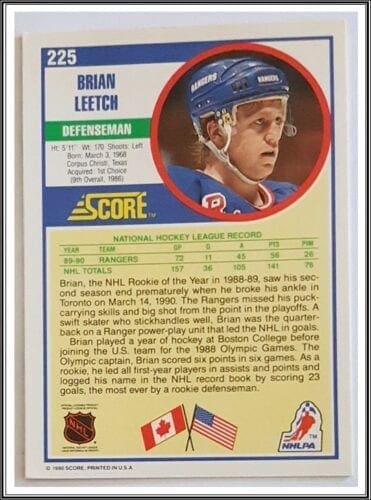 225
BRIAN
LEETCH
DEFENSEMAN
Ht: 5'11" Wt: 170 Shoots: Left
Born: March 3, 1968
Corpus Christi, Texas
Acquired: 1st Choice
(9th Overall, 1986)
SCORE™
RANGERS
RANGERS
NATIONAL HOCKEY LEAGUE RECORD
YEAR TEAM GP G A PTS PIM
89-90 RANGERS 72 11 45 56 26
NHL TOTALS 157 36 105 141 76
Brian, the NHL Rookie of the Year in 1988-89, saw his sec-
ond season end prematurely when he broke his ankle in
Toronto on March 14, 1990. The Rangers missed his puck-
carrying skills and big shot from the point in the playoffs. A
swift skater who stickhandles well, Brian was the quarter-
back on a Ranger power-play unit that led the NHL in goals.
Brian played a year of hockey at Boston College before
joining the U.S. team for the 1988 Olympic Games. The
Olympic captain, Brian scored six points in six games. As a
rookie, he led all first-year players in assists and points and
logged his name in the NHL record book by scoring 23
goals, the most ever by a rookie defenseman.
NHL
NHLPA
TM
© 1990 SCORE, PRINTED IN U.S.A.